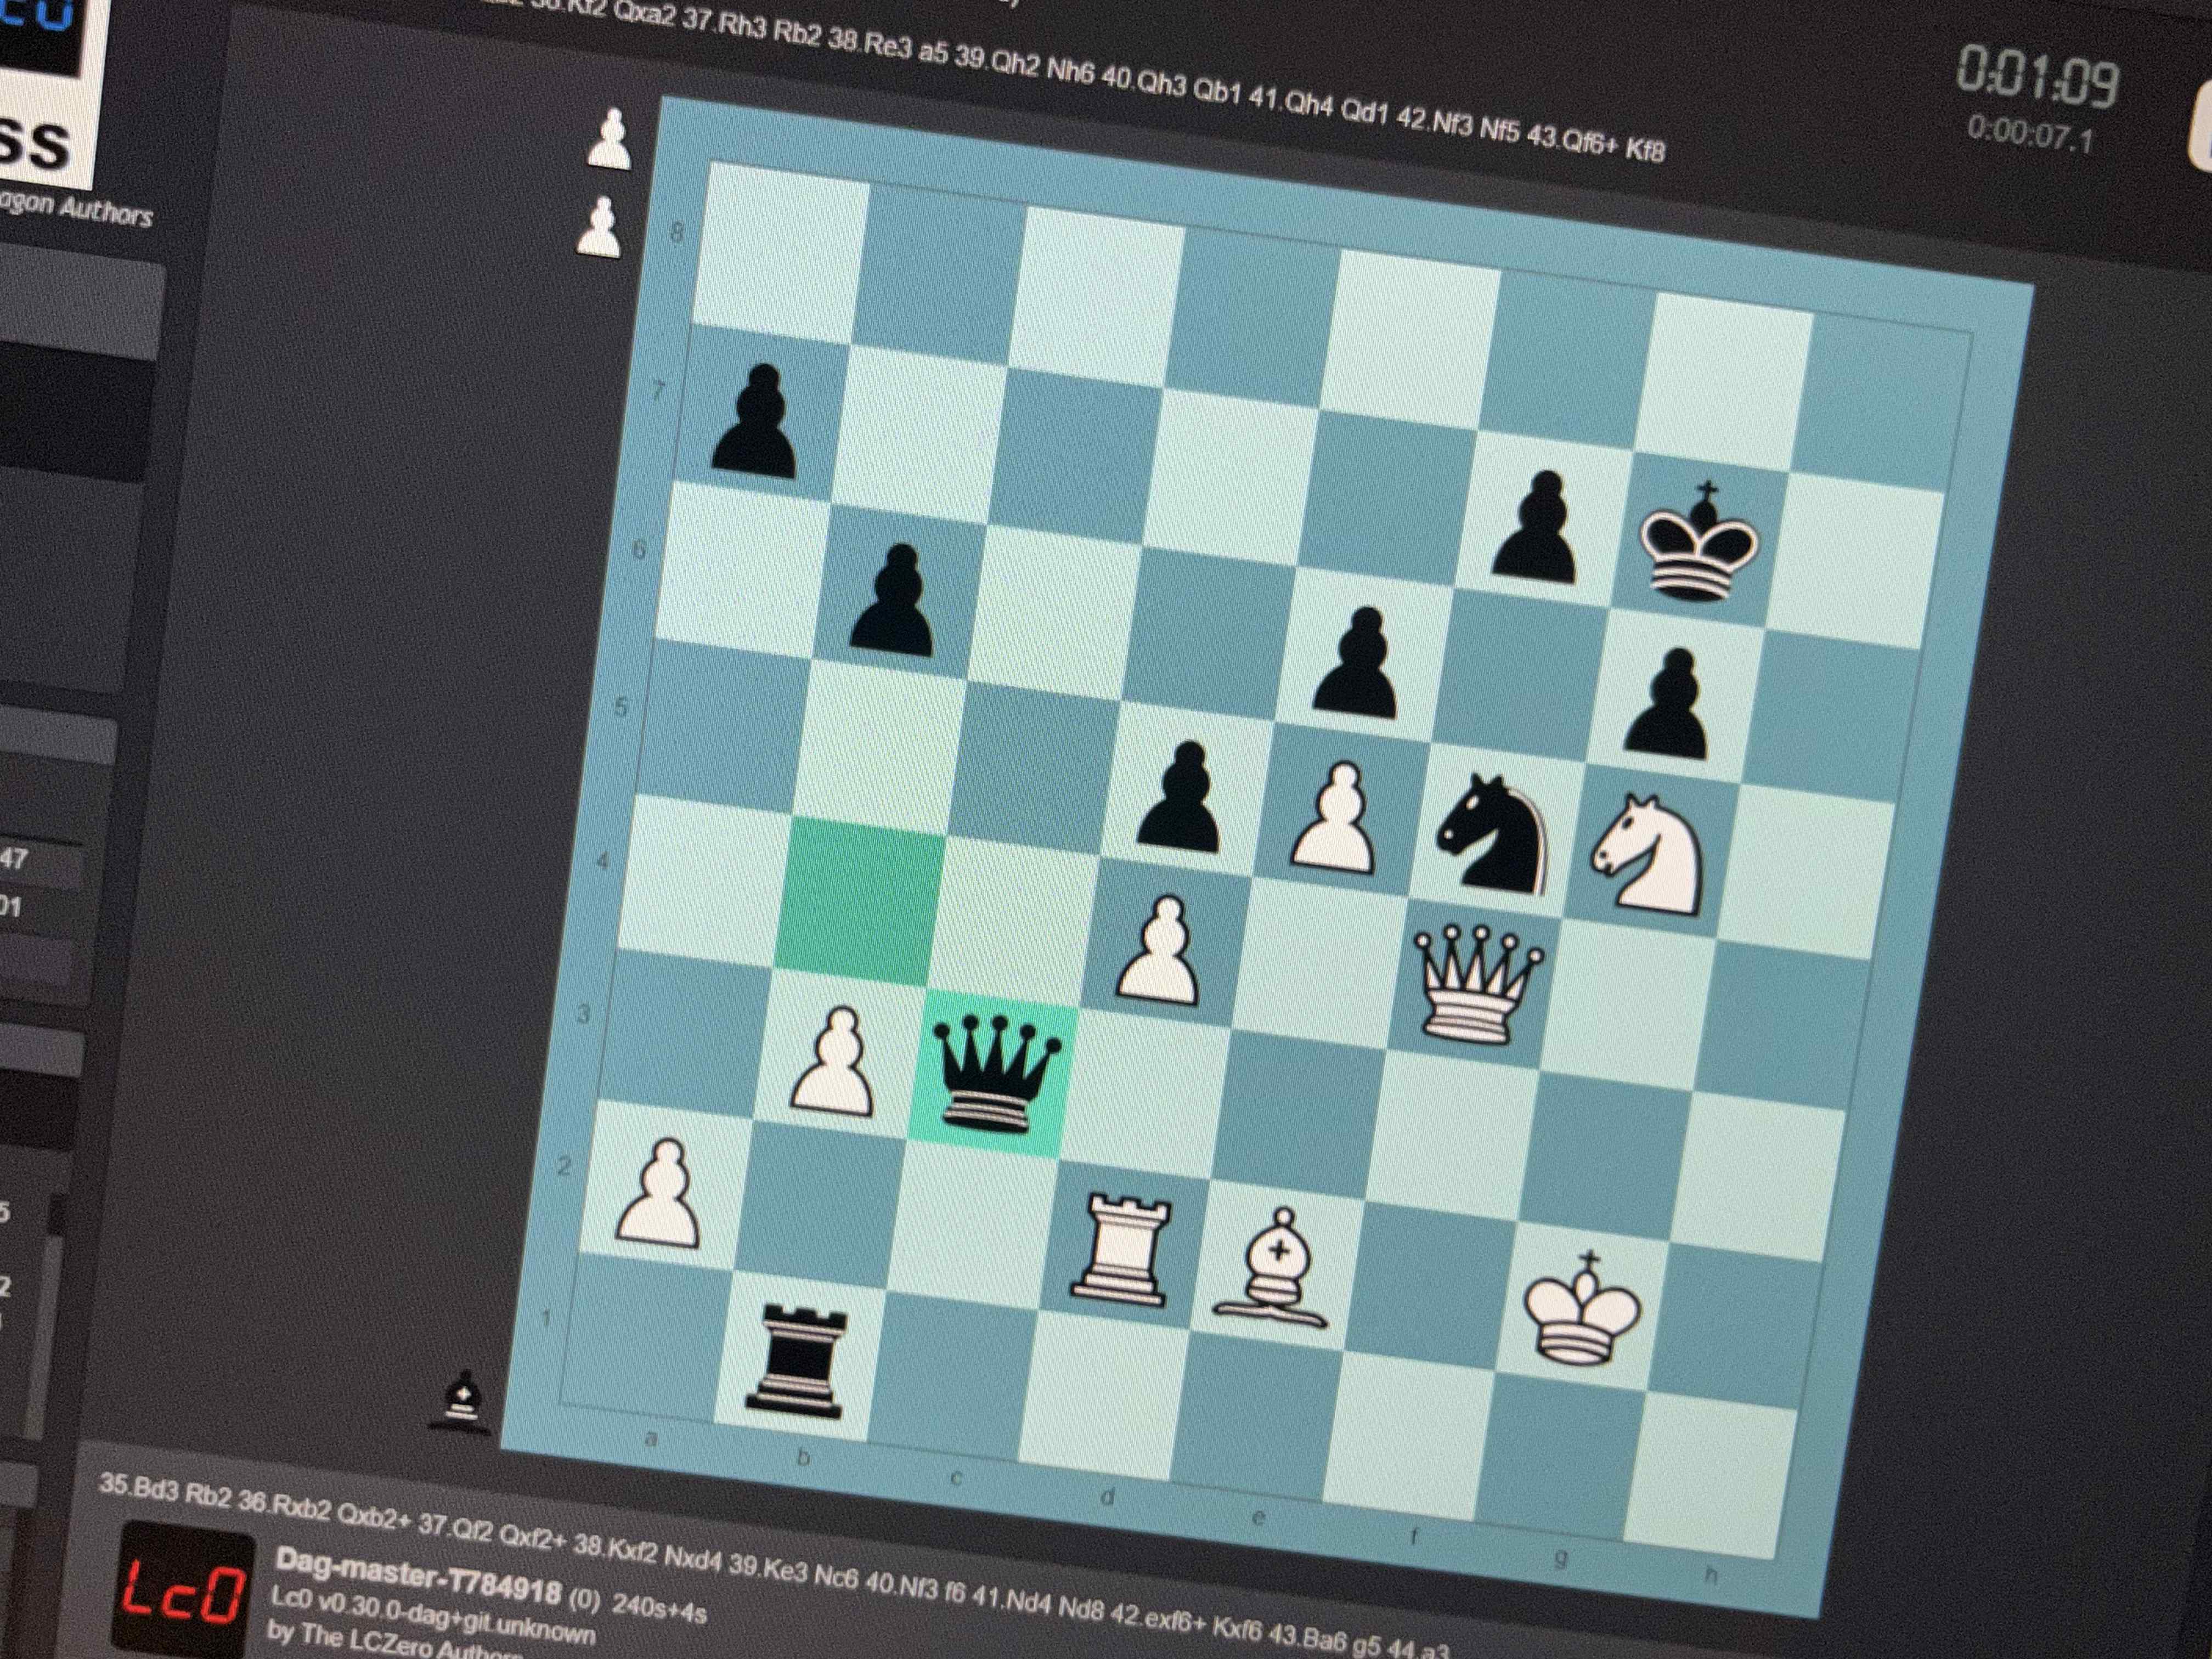 Qxa2 37.Rh3 Rb2 38.Re3 a5 39.Qh2 Nh6 40.Qh3 Qb1 41.Qh4 Qd1 42.Nf3 Nf5 43.Qf6+ Kf8
0:01:09
0:00:07.1
ss
agon Authors
8
7
6
5
4
3
2
1
a b c d e f g h
47
01
5
2
35.Bd3 Rb2 36.Rxb2 Qxb2+ 37.Qf2 Qxf2+ 38.Kxf2 Nxd4 39.Ke3 Nc6 40.Nf3 f6 41.Nd4 Nd8 42.exf6+ Kxf6 43.Ba6 g5 44.a3
Lc0
Dag-master-T784918 (0) 240s+4s
Lc0 v0.30.0-dag+git.unknown
by The LCZero Authors